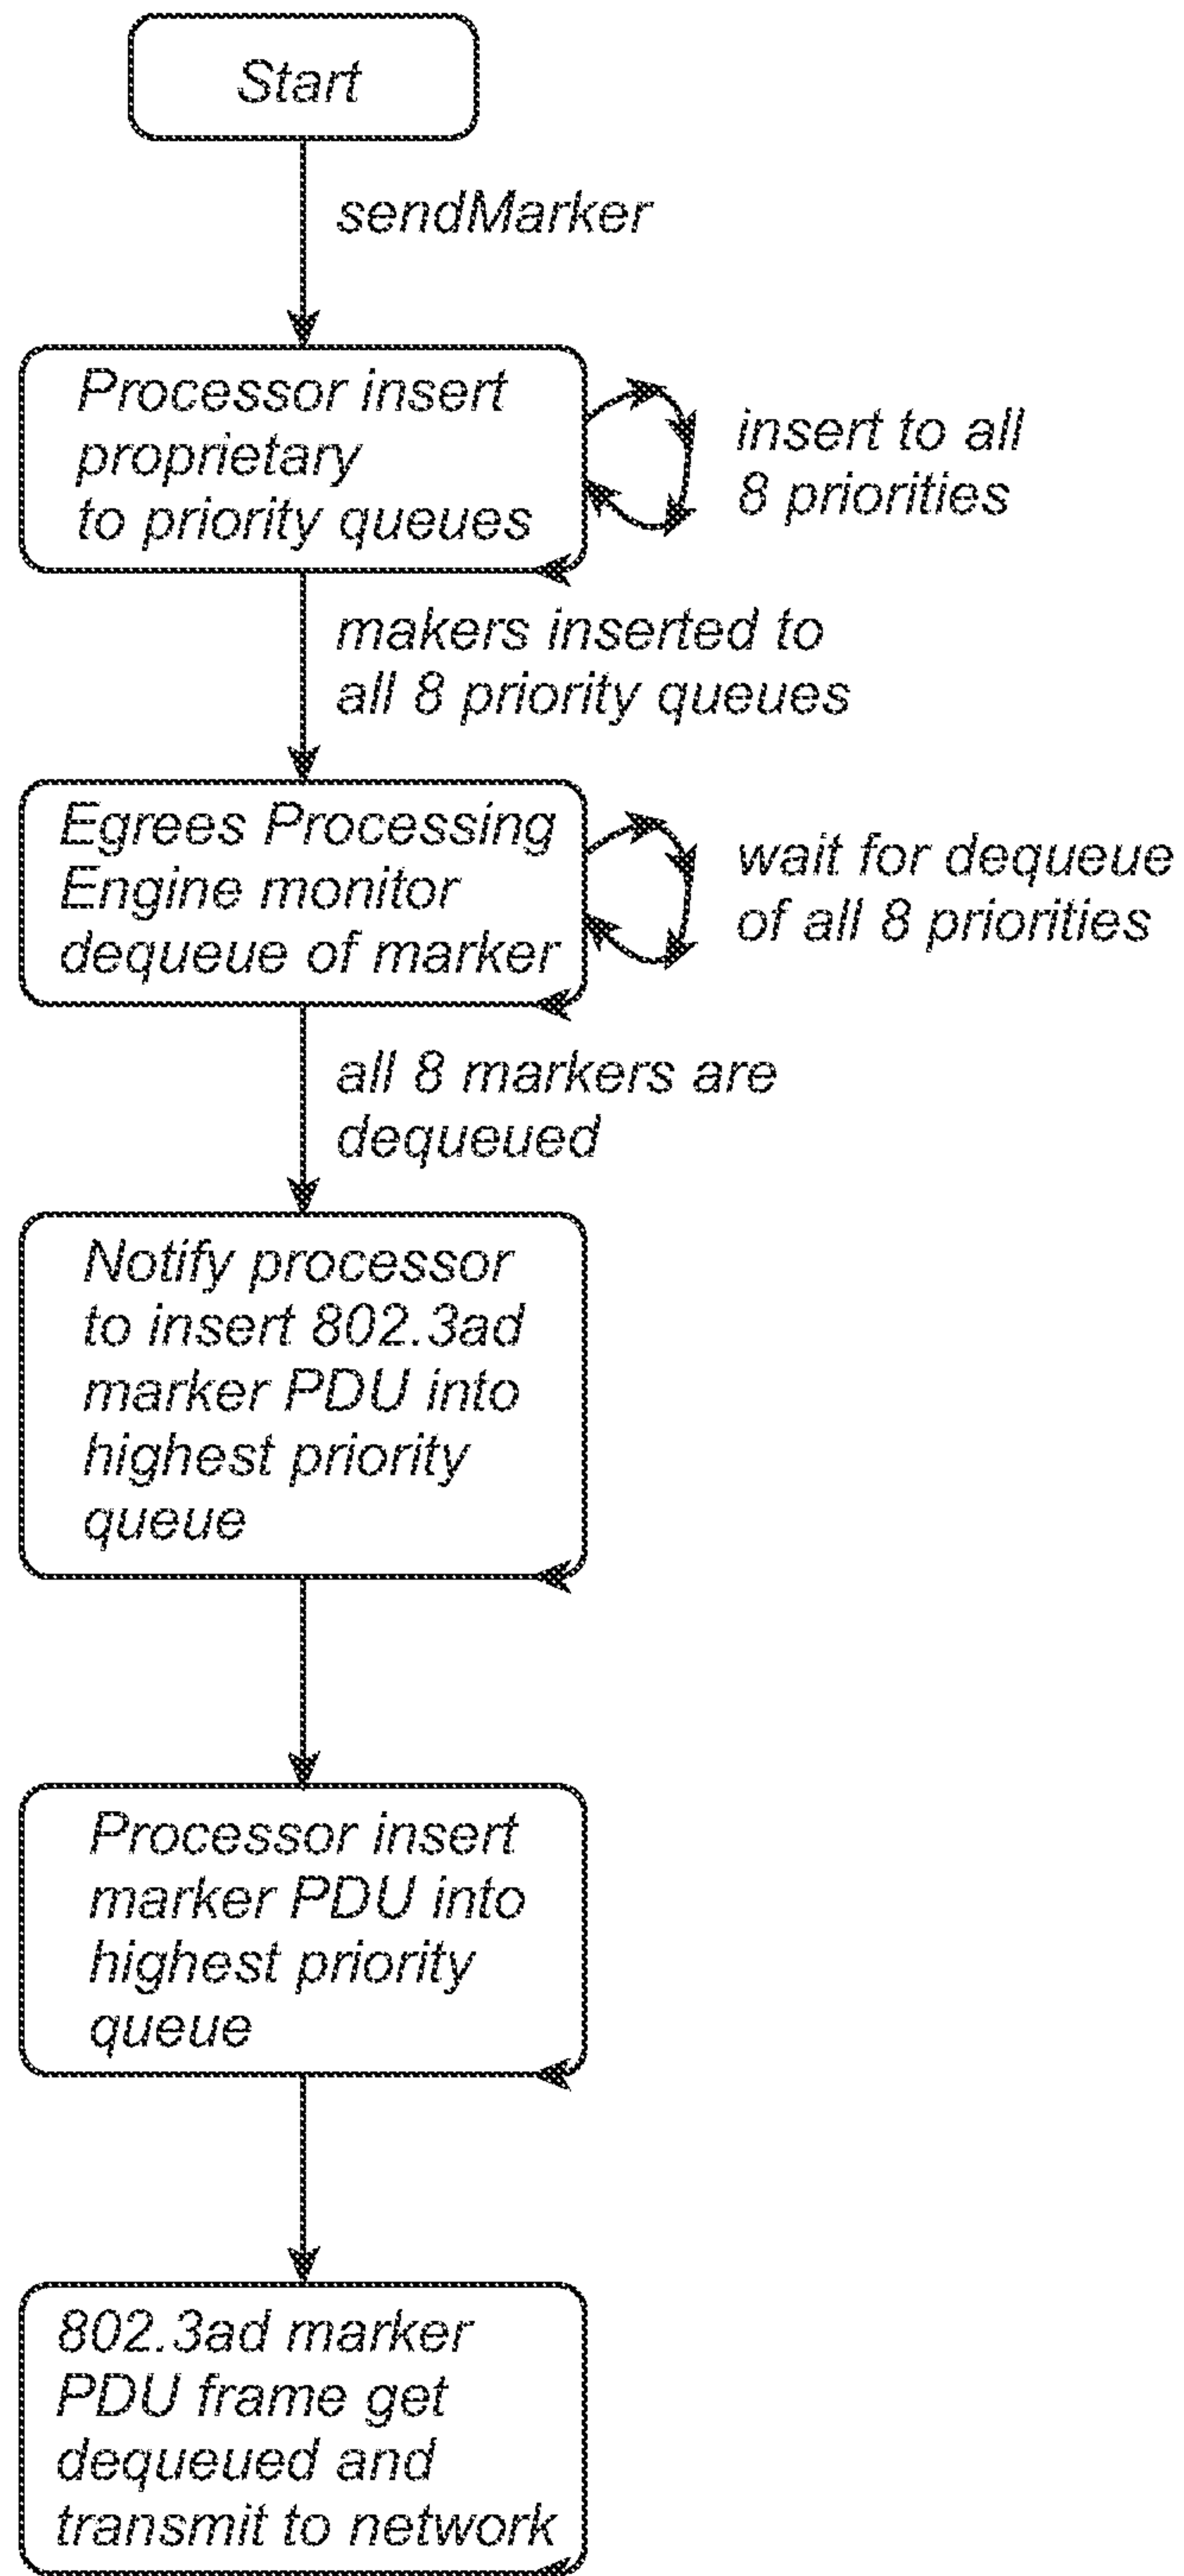 Start
sendMarker
Processor insert
proprietary
to priority queues
insert to all
8 priorities
makers inserted to
all 8 priority queues
Egrees Processing
Engine monitor
dequeue of marker
wait for dequeue
of all 8 priorities
all 8 markers are
dequeued
Notify processor
to insert 802.3ad
marker PDU into
highest priority
queue
Processor insert
marker PDU into
highest priority
queue
802.3ad marker
PDU frame get
dequeued and
transmit to network